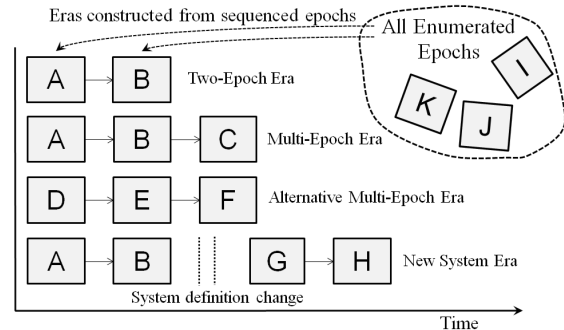 Eras constructed from sequenced epochs
All Enumerated
Epochs
I
K
J
A B Two-Epoch Era
A B C Multi-Epoch Era
D E F Alternative Multi-Epoch Era
A B G H New System Era
System definition change
Time